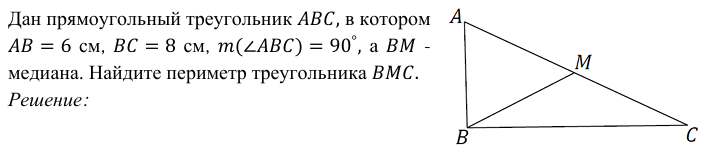 Дан прямоугольный треугольник ABC, в котором
AB = 6 см, BC = 8 см, m(∠ABC) = 90°, а BM -
медиана. Найдите периметр треугольника BMC.
Решение:
A
M
B
C